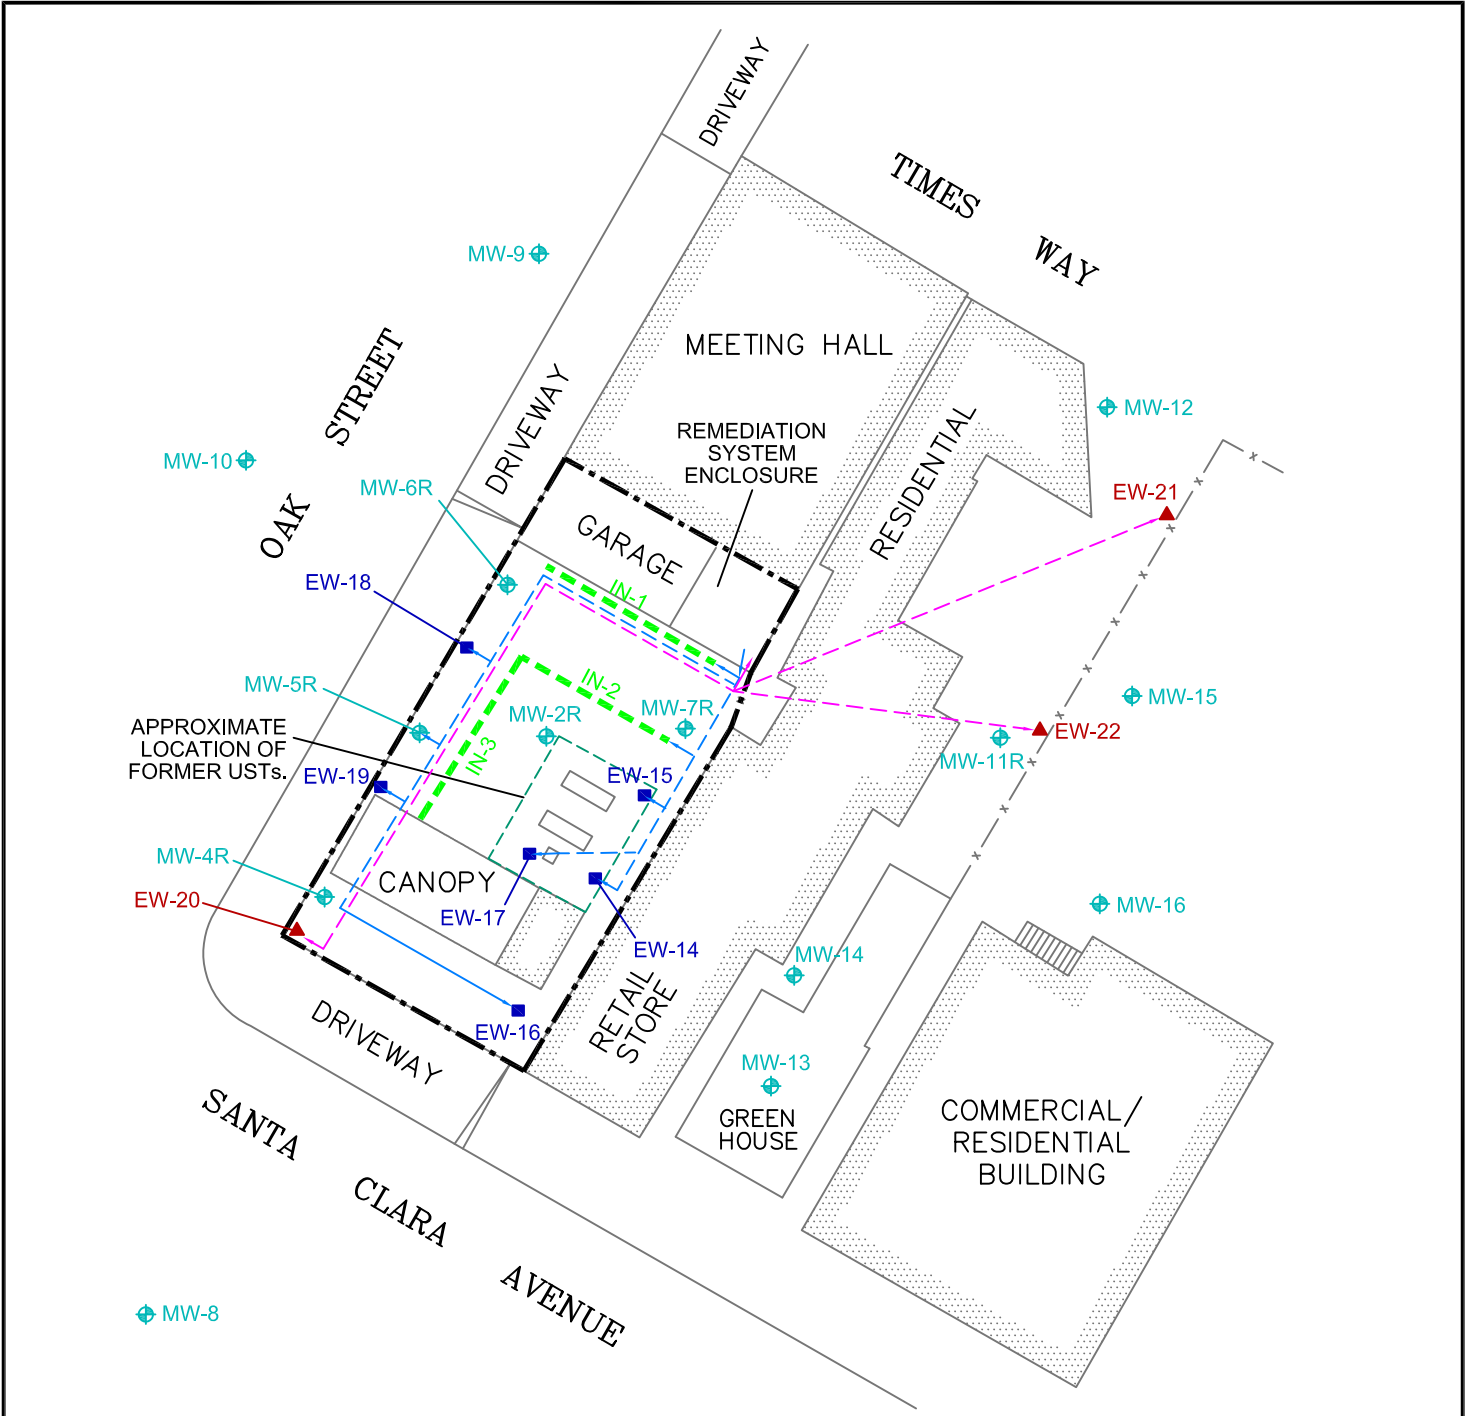 DRIVEWAY
TIMES
WAY
MW-9
STREET
MEETING HALL
DRIVEWAY
MW-12
REMEDIATION
SYSTEM
ENCLOSURE
RESIDENTIAL
MW-10
MW-6R
EW-21
OAK
GARAGE
EW-18
IN-1
MW-5R
IN-2
MW-15
MW-2R
MW-7R
APPROXIMATE
LOCATION OF
FORMER USTs.
EW-22
IN-3
MW-11R
EW-19
EW-15
MW-4R
CANOPY
EW-20
EW-17
MW-16
EW-14
MW-14
RETAIL
STORE
EW-16
DRIVEWAY
MW-13
GREEN
HOUSE
COMMERCIAL/
RESIDENTIAL
BUILDING
SANTA
CLARA
AVENUE
MW-8